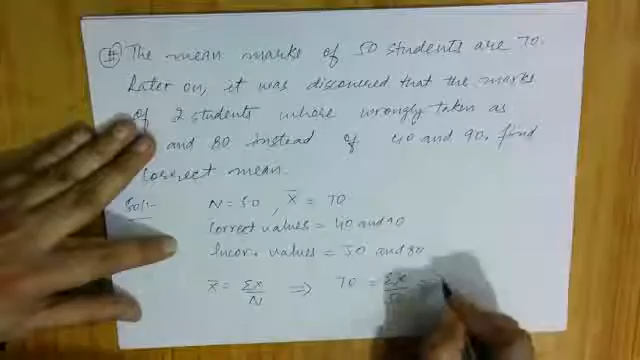 The mean marks of 50 students are 70.
Later on, it was discovered that the marks
of 2 students whose wrongly taken as
and 80 instead of 40 and 90, find
correct mean.
Sol:- N = 50, x̄ = 70
Correct values = 40 and 90
Incorr. values = 50 and 80
x̄ = Σx/N ⇒ 70 = Σx/